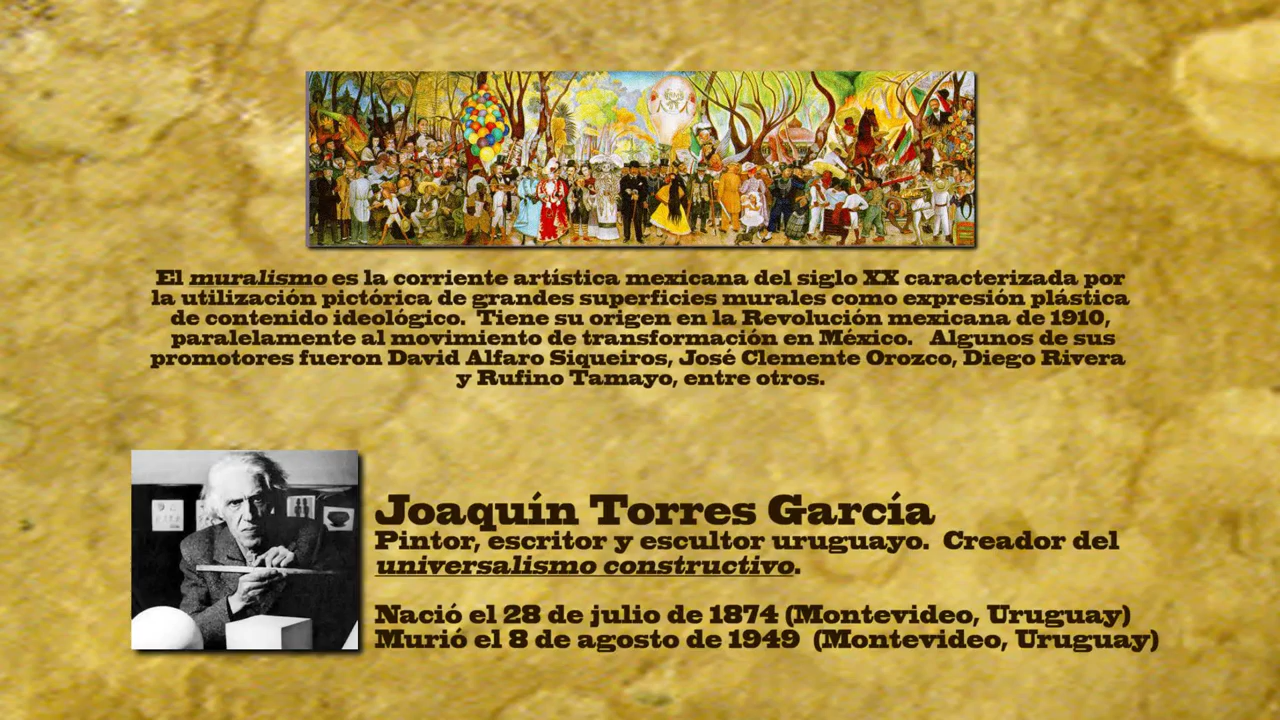 El muralismo es la corriente artística mexicana del siglo XX caracterizada por
la utilización pictórica de grandes superficies murales como expresión plástica
de contenido ideológico. Tiene su origen en la Revolución mexicana de 1910,
paralelamente al movimiento de transformación en México. Algunos de sus
promotores fueron David Alfaro Siqueiros, José Clemente Orozco, Diego Rivera
y Rufino Tamayo, entre otros.
Joaquín Torres García
Pintor, escritor y escultor uruguayo. Creador del
universalismo constructivo.
Nació el 28 de julio de 1874 (Montevideo, Uruguay)
Murió el 8 de agosto de 1949 (Montevideo, Uruguay)